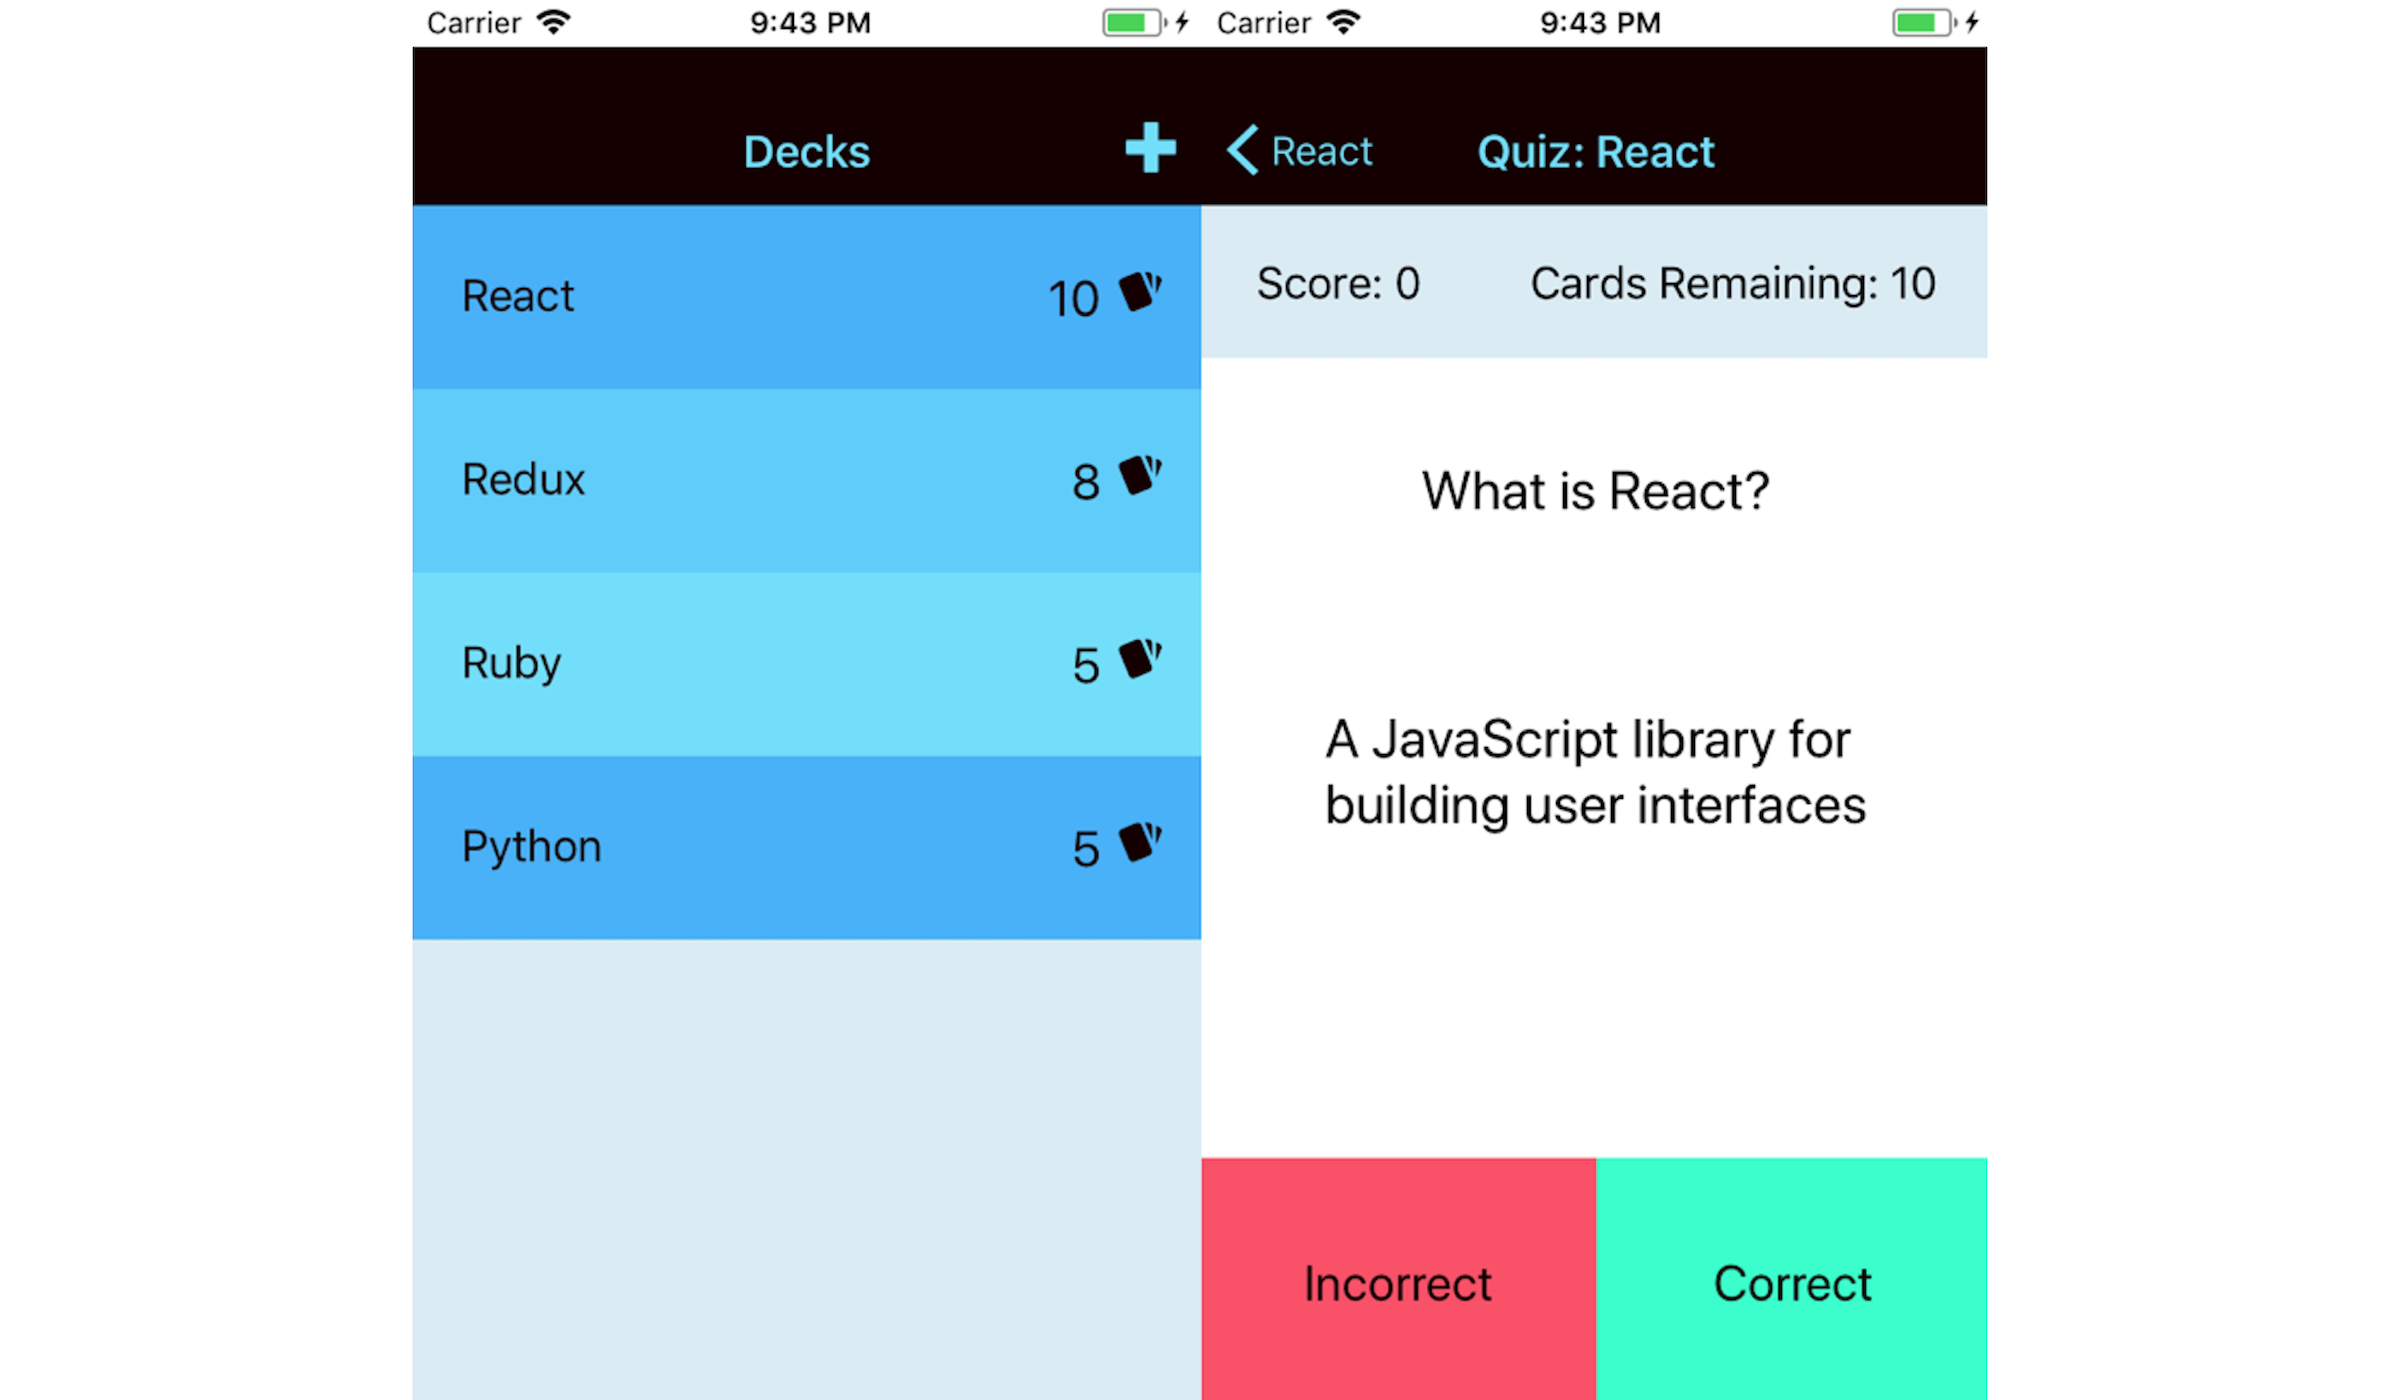 Carrier 9:43 PM
Decks
React 10
Redux 8
Ruby 5
Python 5
Carrier 9:43 PM
React Quiz: React
Score: 0 Cards Remaining: 10
What is React?
A JavaScript library for
building user interfaces
Incorrect Correct